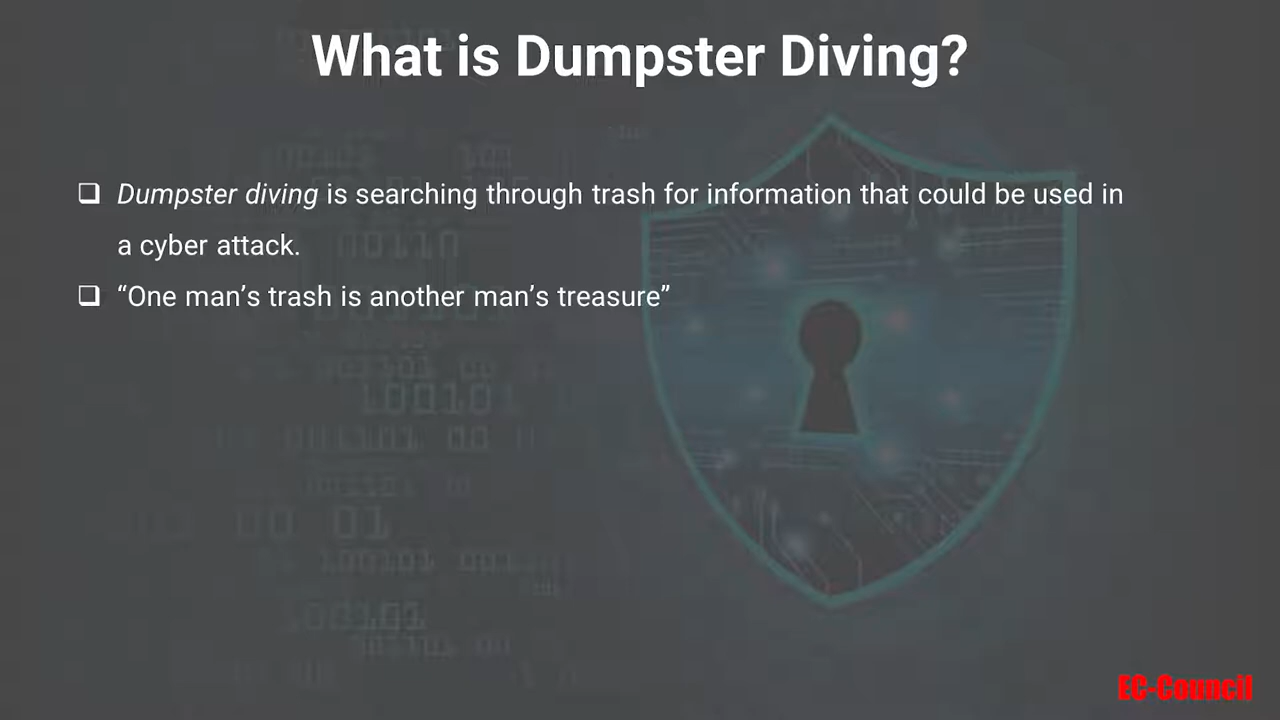 What is Dumpster Diving?
❑ Dumpster diving is searching through trash for information that could be used in
a cyber attack.
❑ “One man’s trash is another man’s treasure”
EC-Council